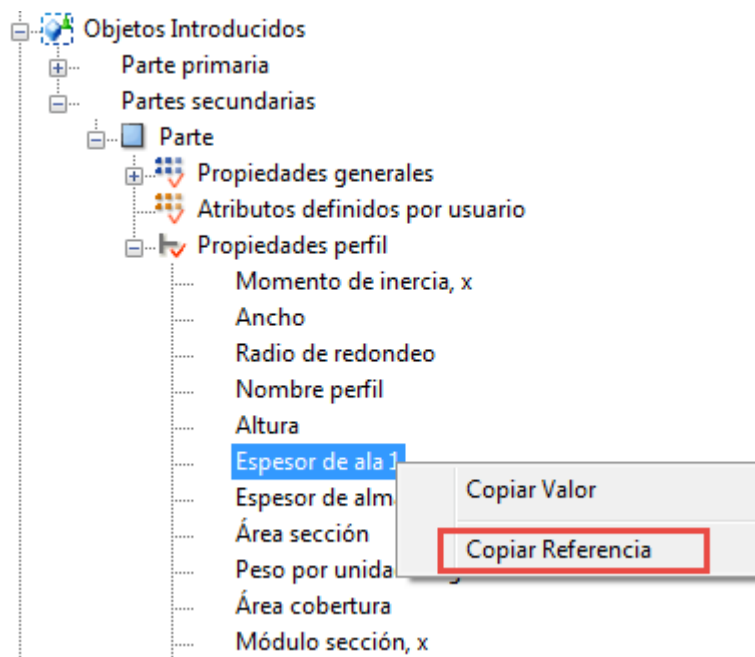 Objetos Introducidos
Parte primaria
Partes secundarias
Parte
Propiedades generales
Atributos definidos por usuario
Propiedades perfil
Momento de inercia, x
Ancho
Radio de redondeo
Nombre perfil
Altura
Espesor de ala 1
Copiar Valor
Espesor de alm
Área sección
Copiar Referencia
Peso por unida
Área cobertura
Módulo sección, x